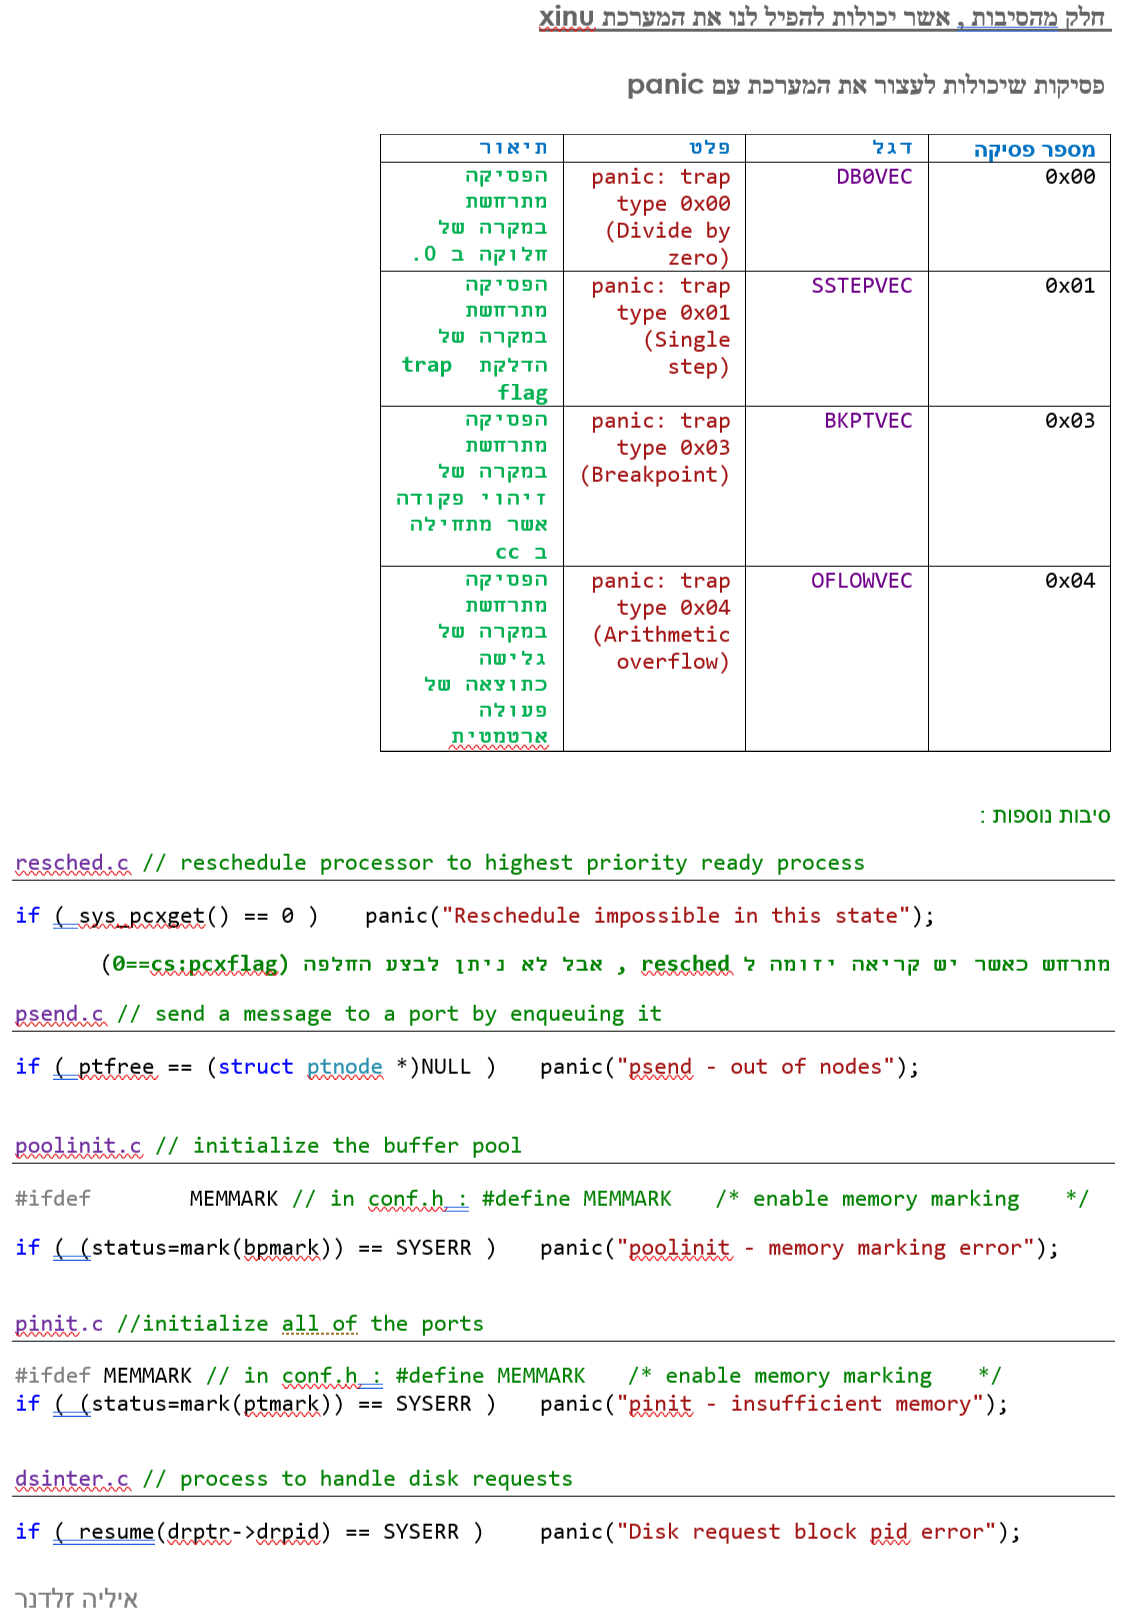 חלק מהסיבות , אשר יכולות להפיל לנו את המערכת xinu
פסיקות שיכולות לעצור את המערכת עם panic
מספר פסיקה דגל פלט תיאור
0x00 DB0VEC panic: trap type 0x00 (Divide by zero) הפסיקה מתרחשת במקרה של חלוקה ב 0.
0x01 SSTEPVEC panic: trap type 0x01 (Single step) הפסיקה מתרחשת במקרה של הדלקת trap flag
0x03 BKPTVEC panic: trap type 0x03 (Breakpoint) הפסיקה מתרחשת במקרה של זיהוי פקודה אשר מתחילה ב cc
0x04 OFLOWVEC panic: trap type 0x04 (Arithmetic overflow) הפסיקה מתרחשת במקרה של גלישה כתוצאה של פעולה ארטמטית
סיבות נוספות :
resched.c // reschedule processor to highest priority ready process
if ( sys_pcxget() == 0 ) panic("Reschedule impossible in this state");
מתרחש כאשר יש קריאה יזומה ל resched , אבל לא ניתן לבצע החלפה (cs:pcxflag==0)
psend.c // send a message to a port by enqueuing it
if ( ptfree == (struct ptnode *)NULL ) panic("psend - out of nodes");
poolinit.c // initialize the buffer pool
#ifdef MEMMARK // in conf.h : #define MEMMARK /* enable memory marking */
if ( (status=mark(bpmark)) == SYSERR ) panic("poolinit - memory marking error");
pinit.c //initialize all of the ports
#ifdef MEMMARK // in conf.h : #define MEMMARK /* enable memory marking */
if ( (status=mark(ptmark)) == SYSERR ) panic("pinit - insufficient memory");
dsinter.c // process to handle disk requests
if ( resume(drptr->drpid) == SYSERR ) panic("Disk request block pid error");
איליה זלדנר